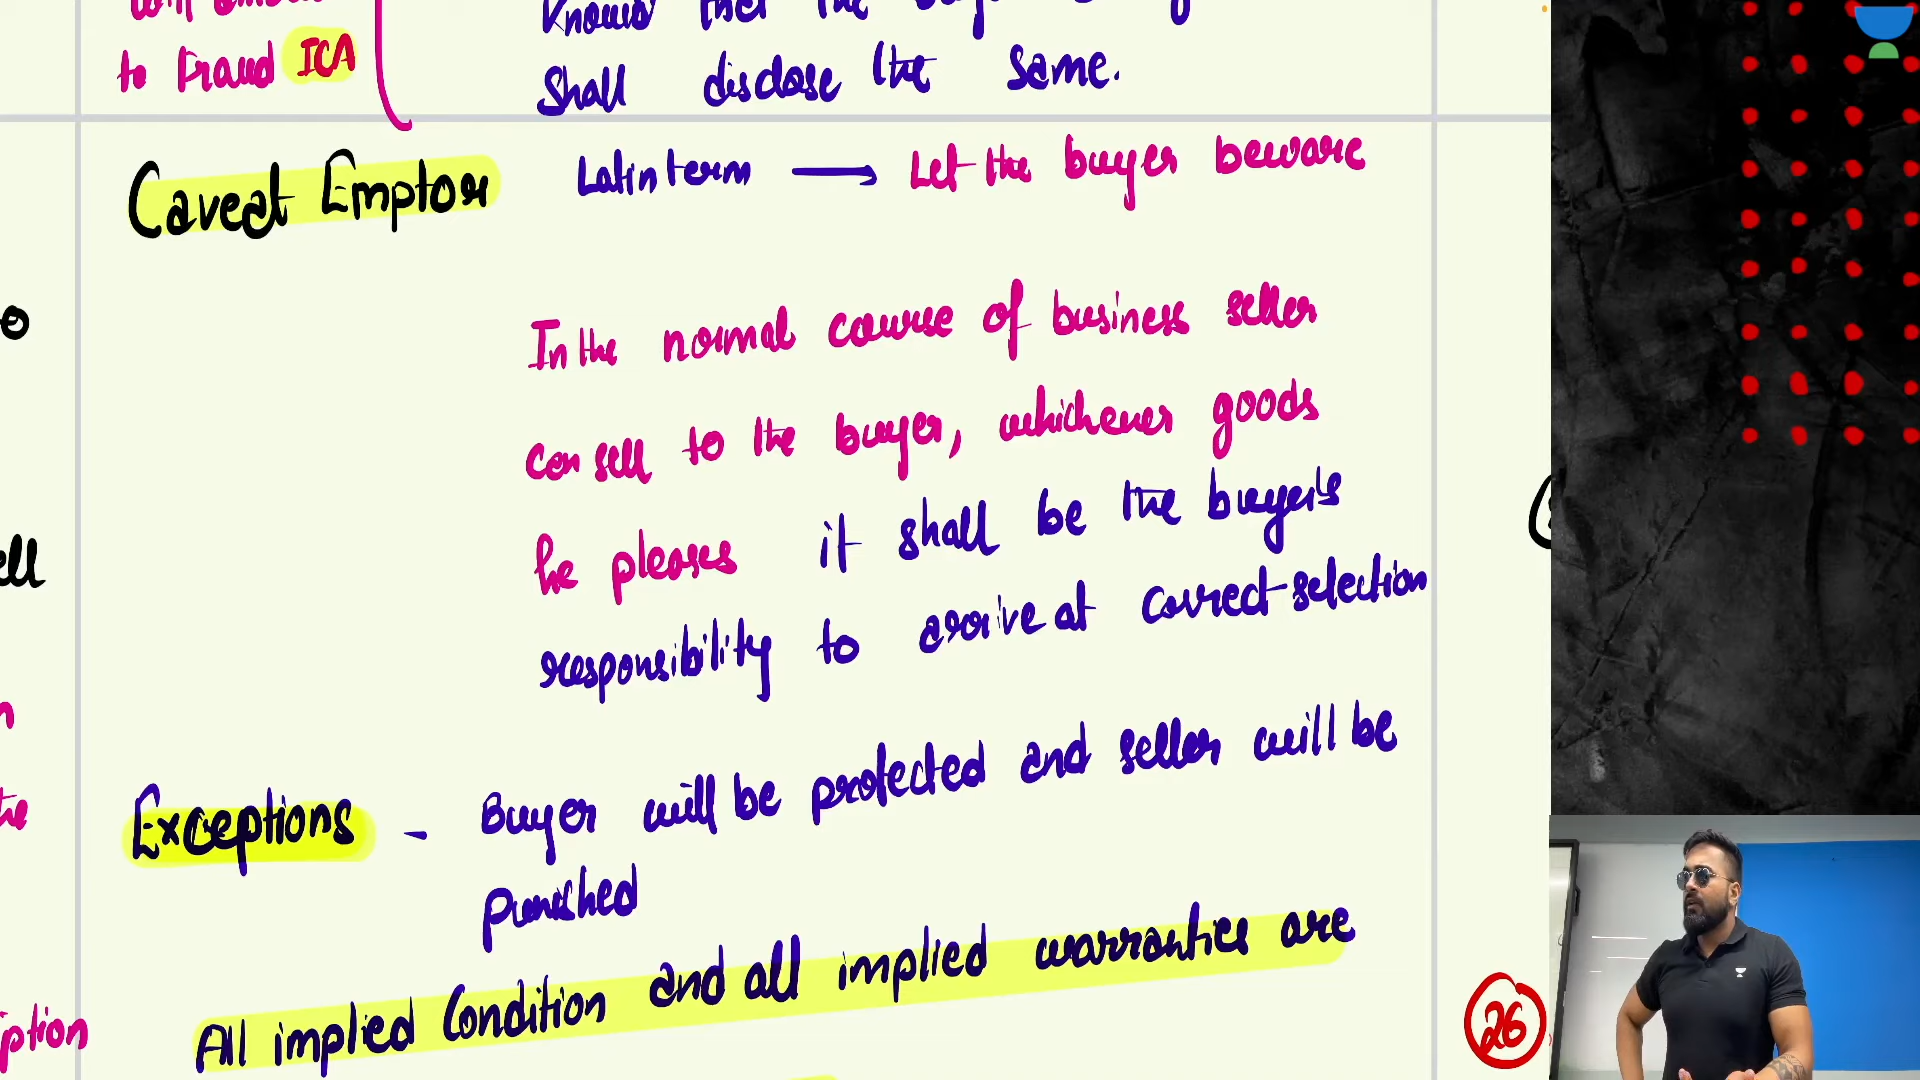 to Fraud ICA
Shall disclose the same.
Caveat Emptor
Latin term → Let the buyer beware
In the normal course of business seller
can sell to the buyer, whichever goods
he pleases it shall be the buyer's
responsibility to arrive at correct selection
ell
Exceptions - Buyer will be protected and seller will be
punished
All implied Condition and all implied warranties are
ption
26